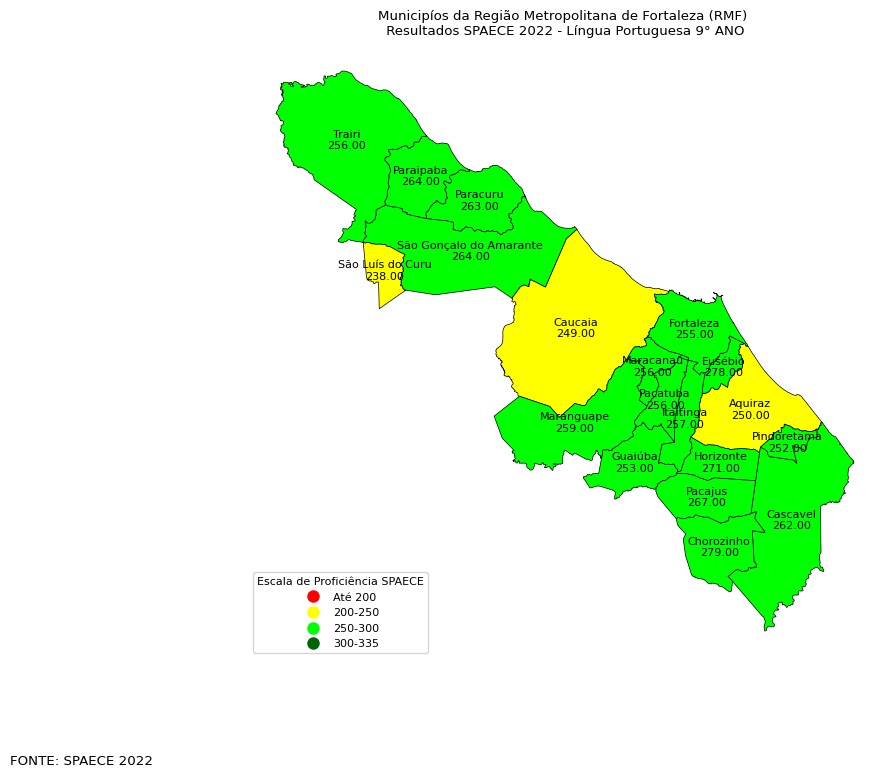 Municipíos da Região Metropolitana de Fortaleza (RMF)
Resultados SPAECE 2022 - Língua Portuguesa 9° ANO
Trairi
256.00
Paraipaba
264.00
Paracuru
263.00
São Gonçalo do Amarante
264.00
São Luís do Curu
238.00
Caucaia
249.00
Fortaleza
255.00
Maracanaú
256.00
Eusébio
278.00
Pacatuba
256.00
Itaitinga
257.00
Aquiraz
250.00
Maranguape
259.00
Pindoretama
252.00
Guaiúba
253.00
Horizonte
271.00
Pacajus
267.00
Cascavel
262.00
Chorozinho
279.00
Escala de Proficiência SPAECE
Até 200
200-250
250-300
300-335
FONTE: SPAECE 2022